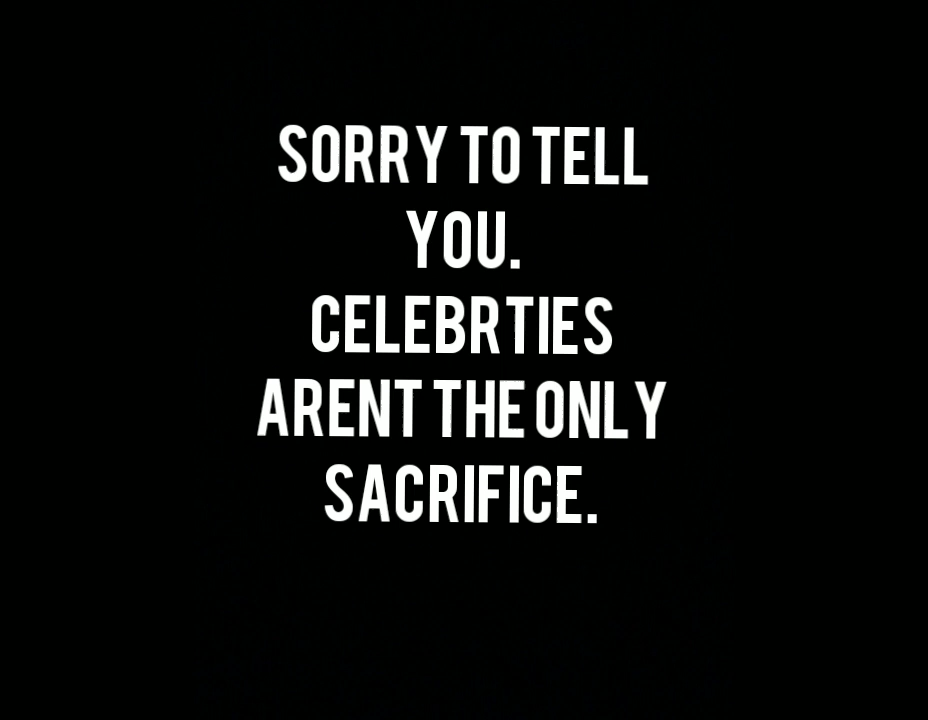 SORRY TO TELL
YOU.
CELEBRTIES
ARENT THE ONLY
SACRIFICE.